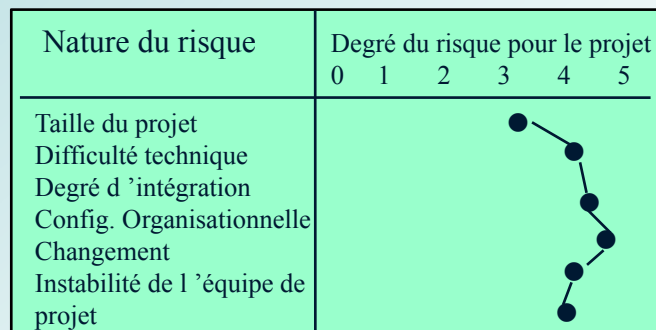 Nature du risque
Degré du risque pour le projet
0 1 2 3 4 5
Taille du projet
Difficulté technique
Degré d ’intégration
Config. Organisationnelle
Changement
Instabilité de l ’équipe de
projet